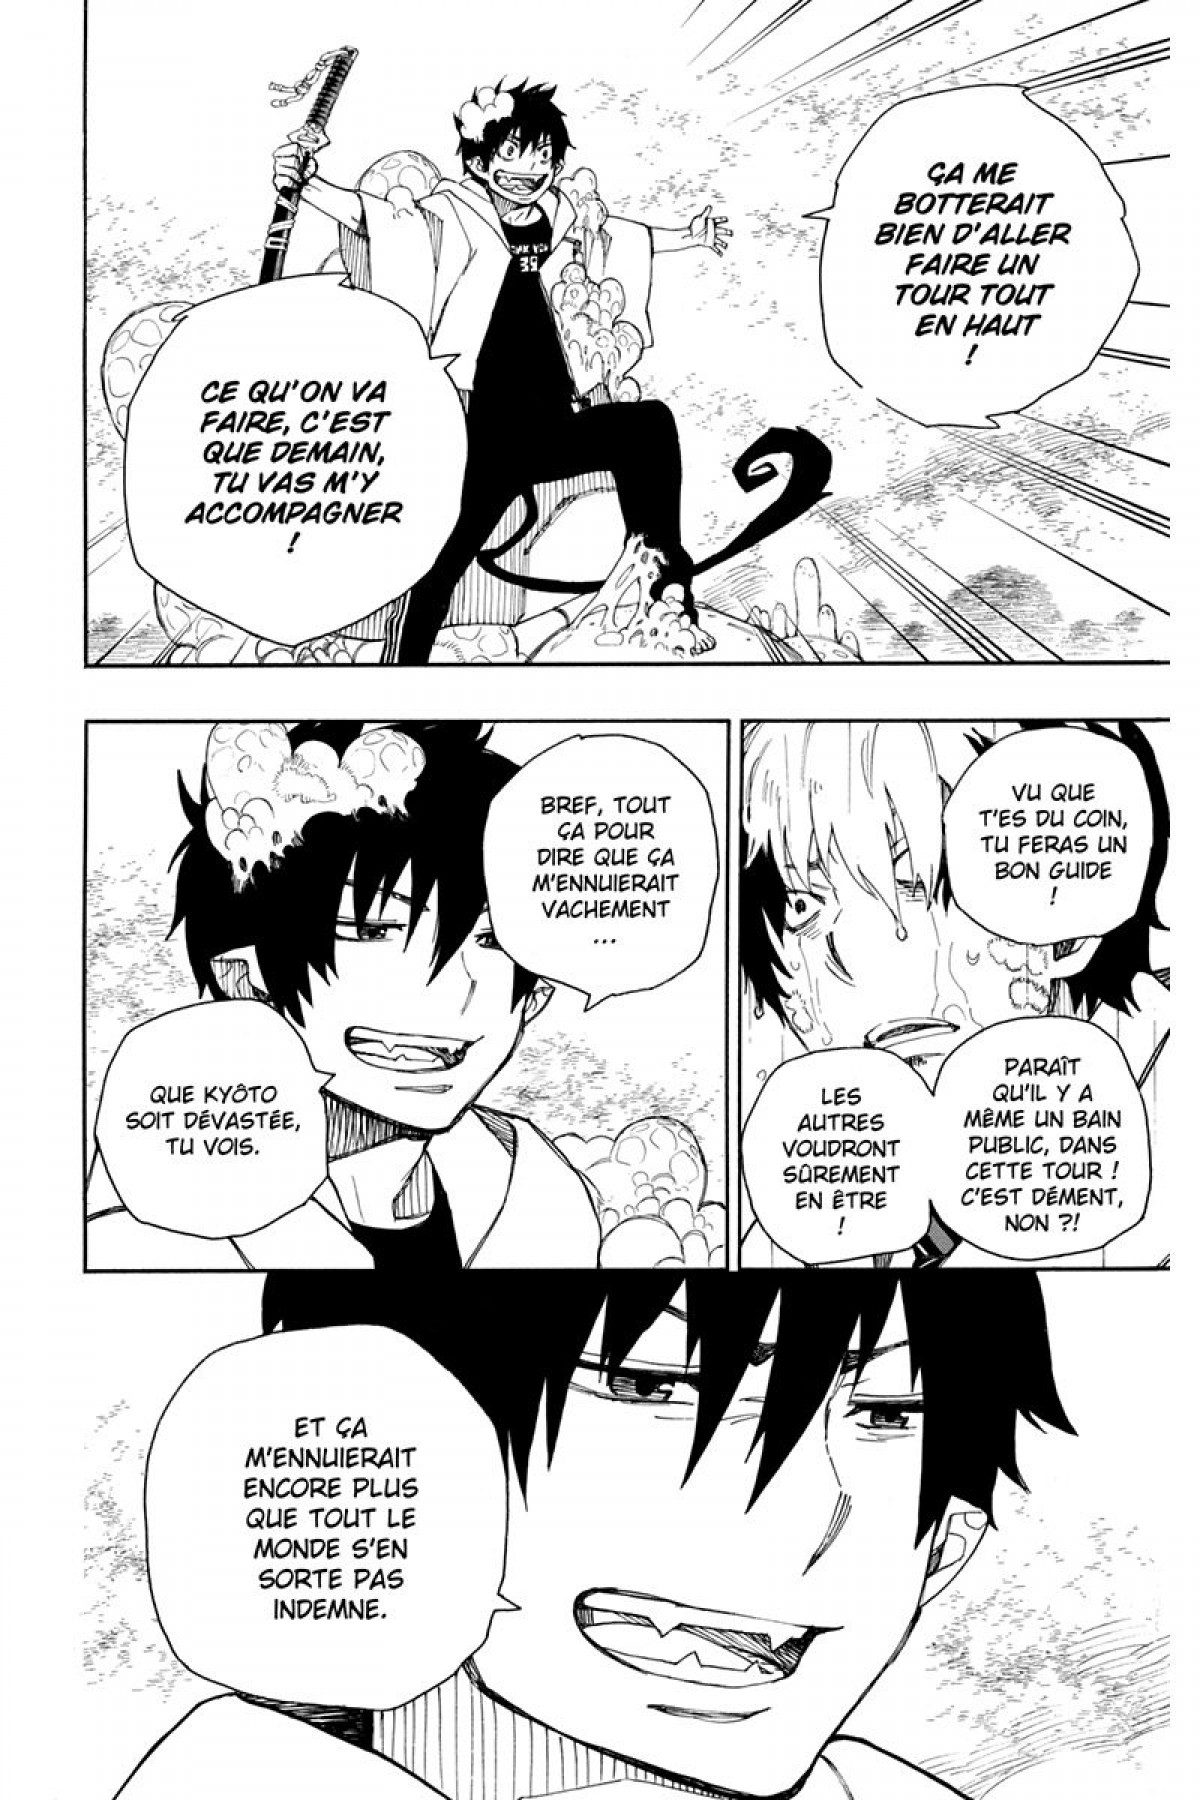 ÇA ME
BOTTERAIT
BIEN D'ALLER
FAIRE UN
TOUR TOUT
EN HAUT
!
CE QU'ON VA
FAIRE, C'EST
QUE DEMAIN,
TU VAS M'Y
ACCOMPAGNER
!
39
VU QUE
T'ES DU COIN,
TU FERAS UN
BON GUIDE
!
PARAÎT
QU'IL Y A
MÊME UN BAIN
PUBLIC, DANS
CETTE TOUR !
C'EST DÉMENT,
NON ?!
LES
AUTRES
VOUDRONT
SÛREMENT
EN ÊTRE
!
BREF, TOUT
ÇA POUR
DIRE QUE ÇA
M'ENNUIERAIT
VACHEMENT
...
QUE KYÔTO
SOIT DÉVASTÉE,
TU VOIS.
ET ÇA
M'ENNUIERAIT
ENCORE PLUS
QUE TOUT LE
MONDE S'EN
SORTE PAS
INDEMNE.